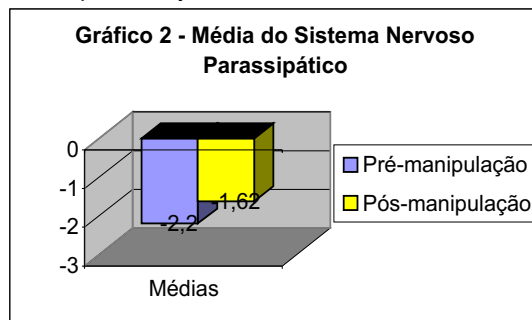 Gráfico 2 - Média do Sistema Nervoso
Parassipático
0
-1
-2
-3
-2,2
-1,62
Médias
Pré-manipulação
Pós-manipulação